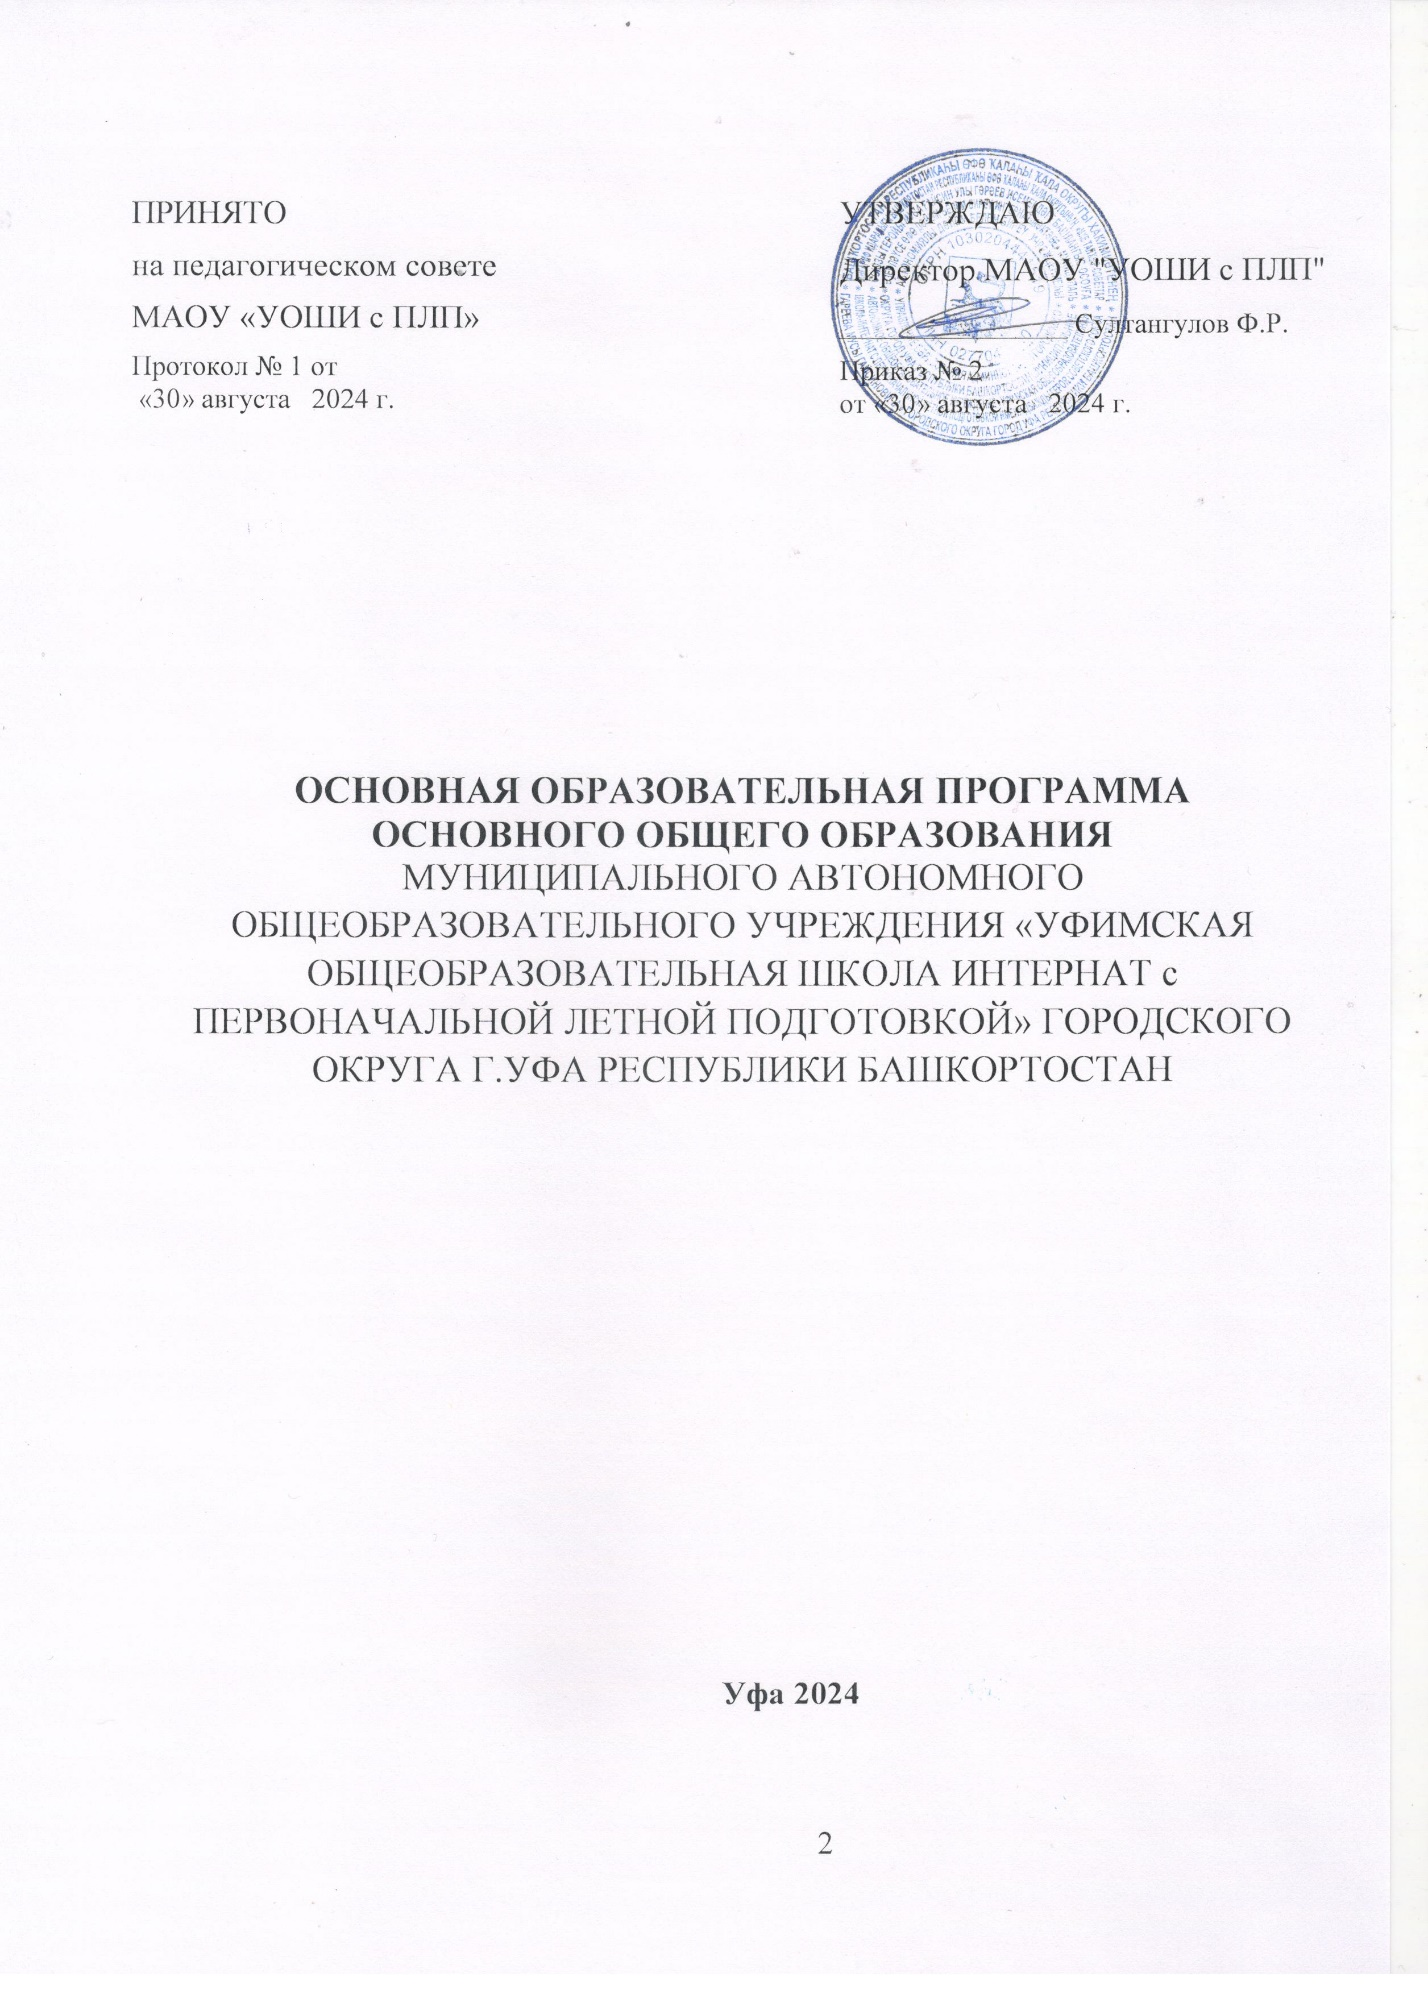 ПРИНЯТО
на педагогическом совете
МАОУ «УОШИ с ПЛП»
Протокол № 1 от
«30» августа 2024 г.
УТВЕРЖДАЮ
Директор МАОУ "УОШИ с ПЛП"
Султангулов Ф.Р.
Приказ № 2
от «30» августа 2024 г.
ОСНОВНАЯ ОБРАЗОВАТЕЛЬНАЯ ПРОГРАММА
ОСНОВНОГО ОБЩЕГО ОБРАЗОВАНИЯ
МУНИЦИПАЛЬНОГО АВТОНОМНОГО
ОБЩЕОБРАЗОВАТЕЛЬНОГО УЧРЕЖДЕНИЯ «УФИМСКАЯ
ОБЩЕОБРАЗОВАТЕЛЬНАЯ ШКОЛА ИНТЕРНАТ с
ПЕРВОНАЧАЛЬНОЙ ЛЕТНОЙ ПОДГОТОВКОЙ» ГОРОДСКОГО
ОКРУГА Г.УФА РЕСПУБЛИКИ БАШКОРТОСТАН
Уфа 2024
2